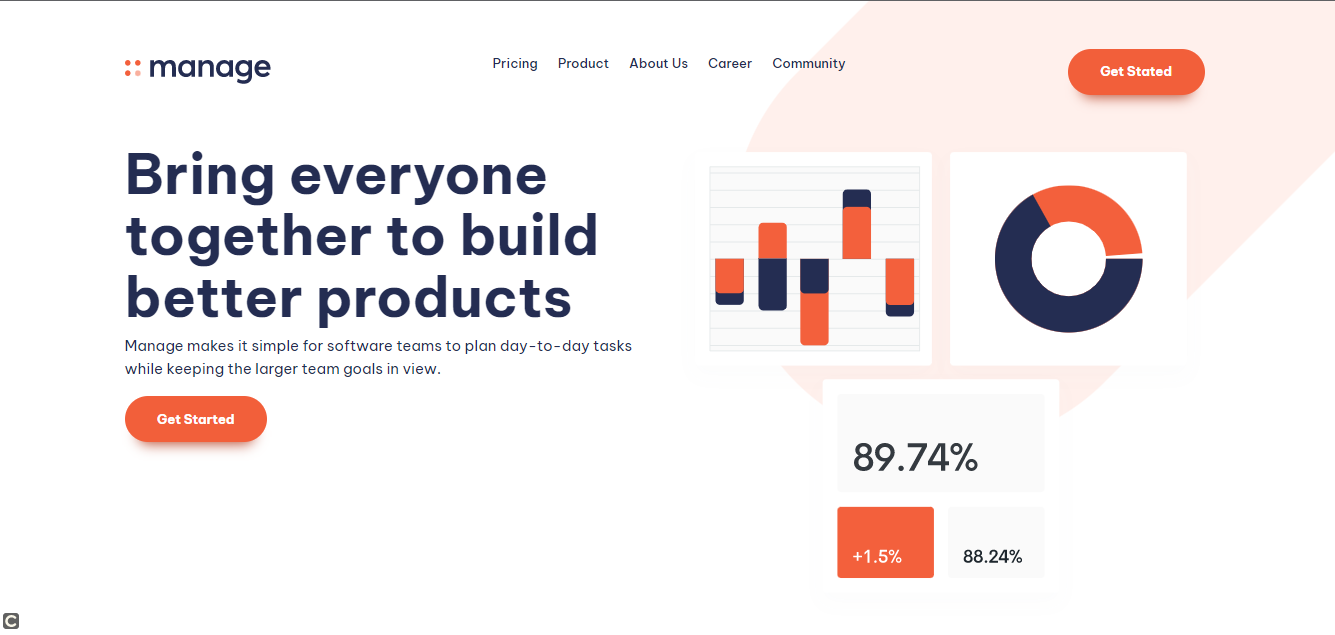 manage
Pricing Product About Us Career Community
Get Stated
Bring everyone
together to build
better products
Manage makes it simple for software teams to plan day-to-day tasks
while keeping the larger team goals in view.
Get Started
89.74%
+1.5% 88.24%
C